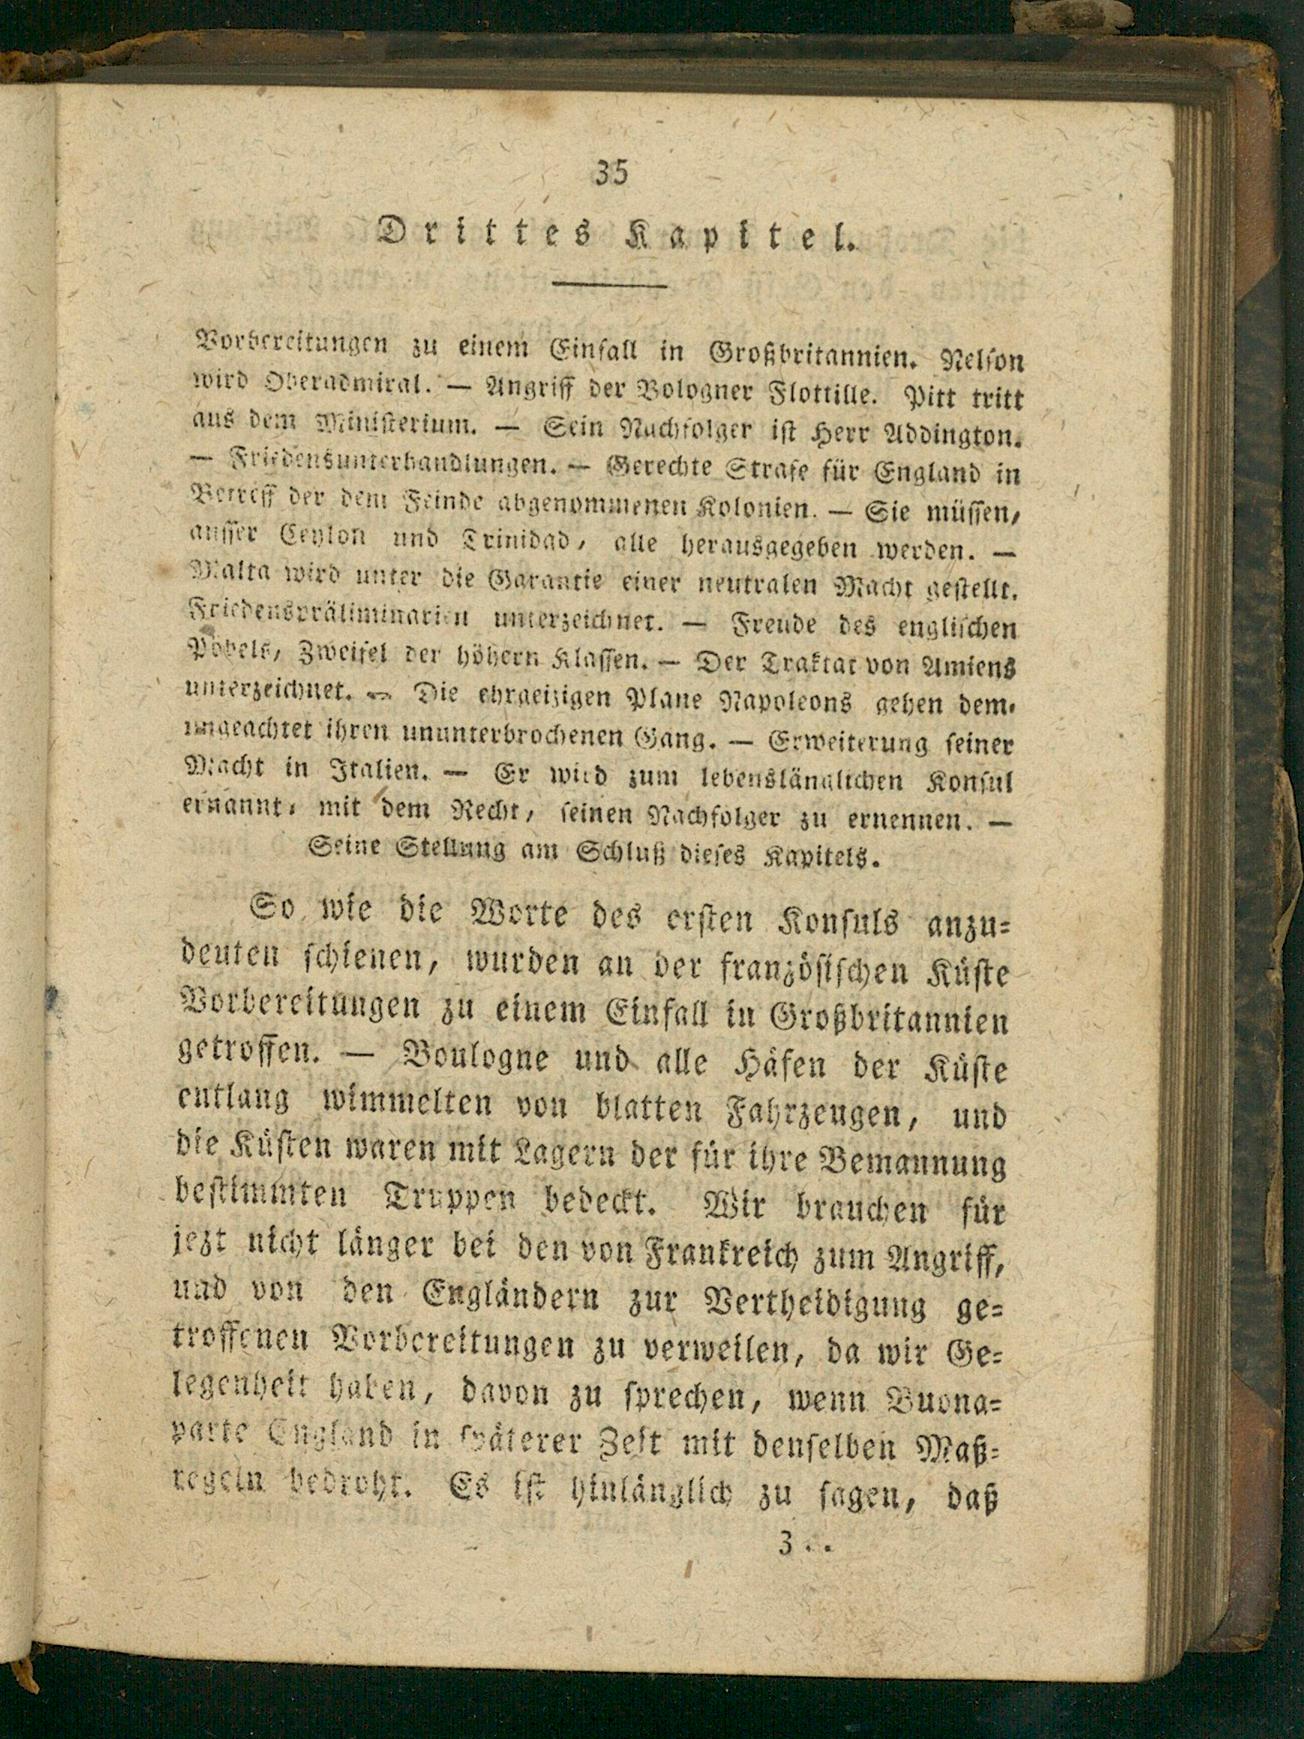 35
Drittes Kapitel.
Vorbereitungen zu einem Einfall in Großbritannien. Nelson
wird Oberadmiral. — Angriff der Bologner Flottille. Pitt tritt
aus dem Ministerium. — Sein Nachfolger ist Herr Addington.
— Friedensunterhandlungen. — Gerechte Strafe für England in
Betreff der dem Feinde abgenommenen Kolonien. — Sie müssen,
ausser Ceylon und Trinidad, alle herausgegeben werden. —
Malta wird unter die Garantie einer neutralen Macht gestellt.
Friedenspräliminarien unterzeichnet. — Freude des englischen
Pöbels, Zweifel der höhern Klassen. — Der Traktat von Amiens
unterzeichnet. — Die ehrgeizigen Plane Napoleons gehen dem-
ungeachtet ihren ununterbrochenen Gang. — Erweiterung seiner
Macht in Italien. — Er wird zum lebenslänglichen Konsul
ernannt, mit dem Recht, seinen Nachfolger zu ernennen. —
Seine Stellung am Schluß dieses Kapitels.
So wie die Worte des ersten Konsuls anzu-
deuten schienen, wurden an der französischen Küste
Vorbereitungen zu einem Einfall in Großbritannien
getroffen. — Boulogne und alle Häfen der Küste
entlang wimmelten von blatten Fahrzeugen, und
die Küsten waren mit Lagern der für ihre Bemannung
bestimmten Truppen bedeckt. Wir brauchen für
jezt nicht länger bei den von Frankreich zum Angriff,
und von den Engländern zur Vertheidigung ge-
troffenen Vorbereitungen zu verweilen, da wir Ge-
legenheit haben, davon zu sprechen, wenn Buona-
parte England in späterer Zeit mit denselben Maß-
regeln bedroht. Es ist hinlänglich zu sagen, daß
3..